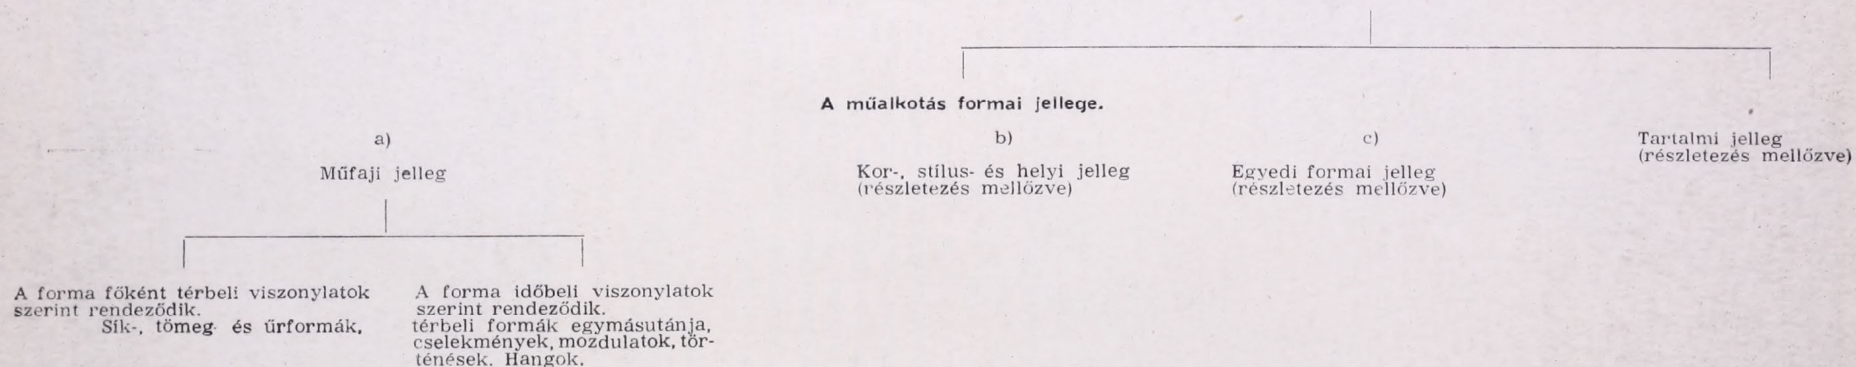 A műalkotás formai jellege.
a)
Műfaji jelleg
b)
Kor-, stílus- és helyi jelleg
(részletezés mellőzve)
c)
Egyedi formai jelleg
(részletezés mellőzve)
Tartalmi jelleg
(részletezés mellőzve)
A forma főként térbeli viszonylatok
szerint rendeződik.
Sík-, tömeg- és űrformák,
A forma időbeli viszonylatok
szerint rendeződik.
térbeli formák egymásutánja,
cselekmények, mozdulatok, tör-
ténések. Hangok.